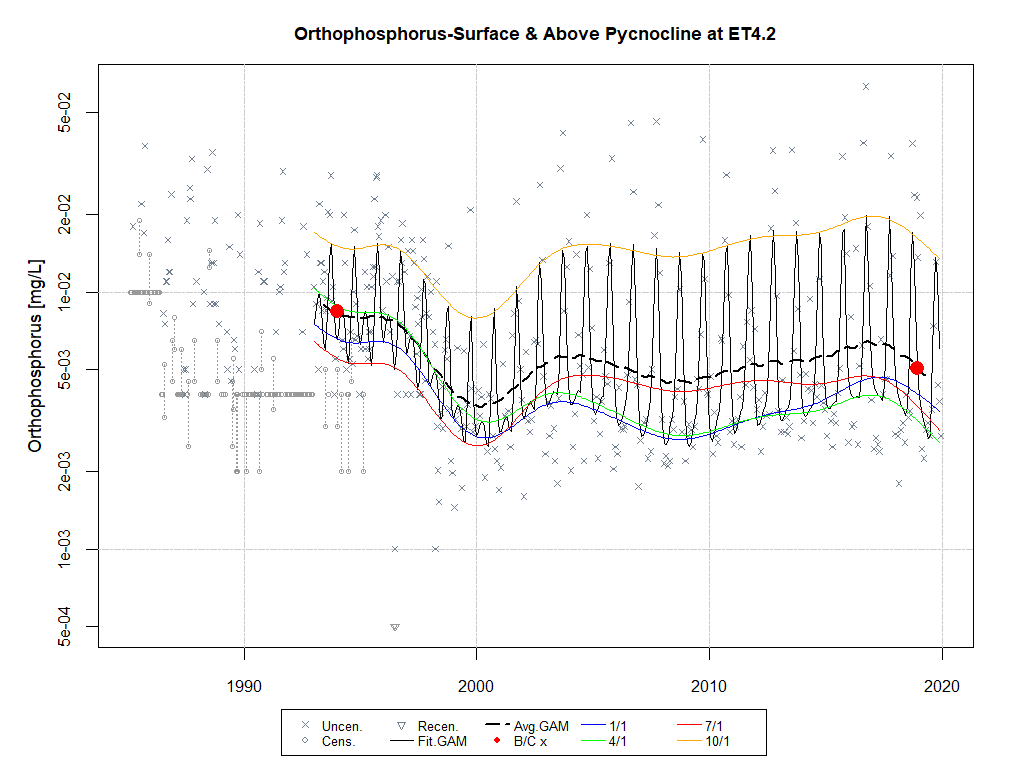 Orthophosphorus-Surface & Above Pycnocline at ET4.2
Orthophosphorus [mg/L]
5e-02
2e-02
1e-02
5e-03
2e-03
1e-03
5e-04
1990 2000 2010 2020
Uncen. Recen. Avg.GAM 1/1 7/1
Cens. Fit.GAM B/C x 4/1 10/1